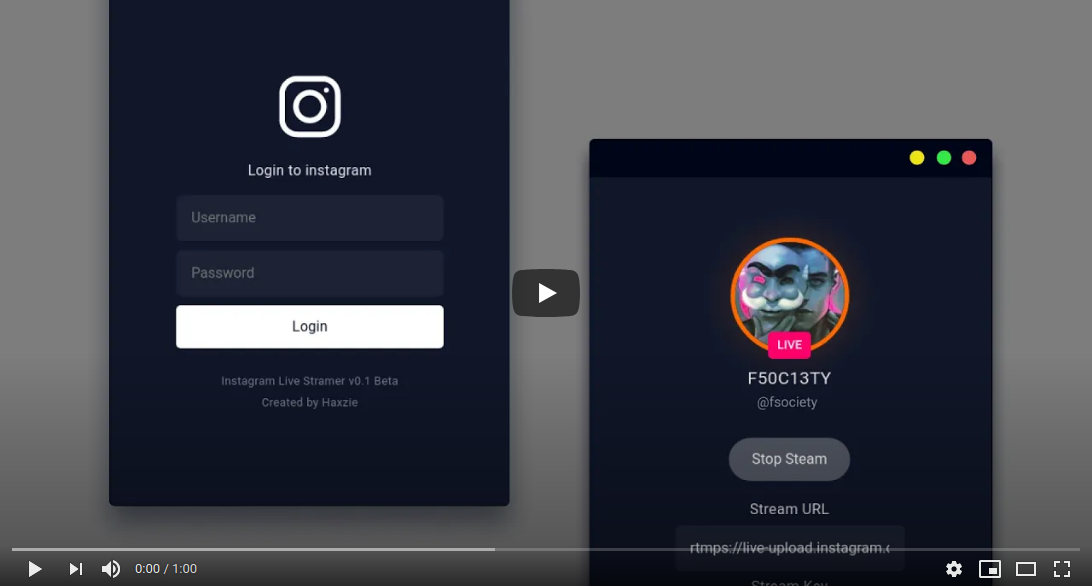 Login to instagram
Username
Password
Login
Instagram Live Stramer v0.1 Beta
Created by Haxzie
LIVE
F50C13TY
@fsociety
Stop Steam
Stream URL
rtmps://live-upload.instagram.c
Stream Key
0:00 / 1:00